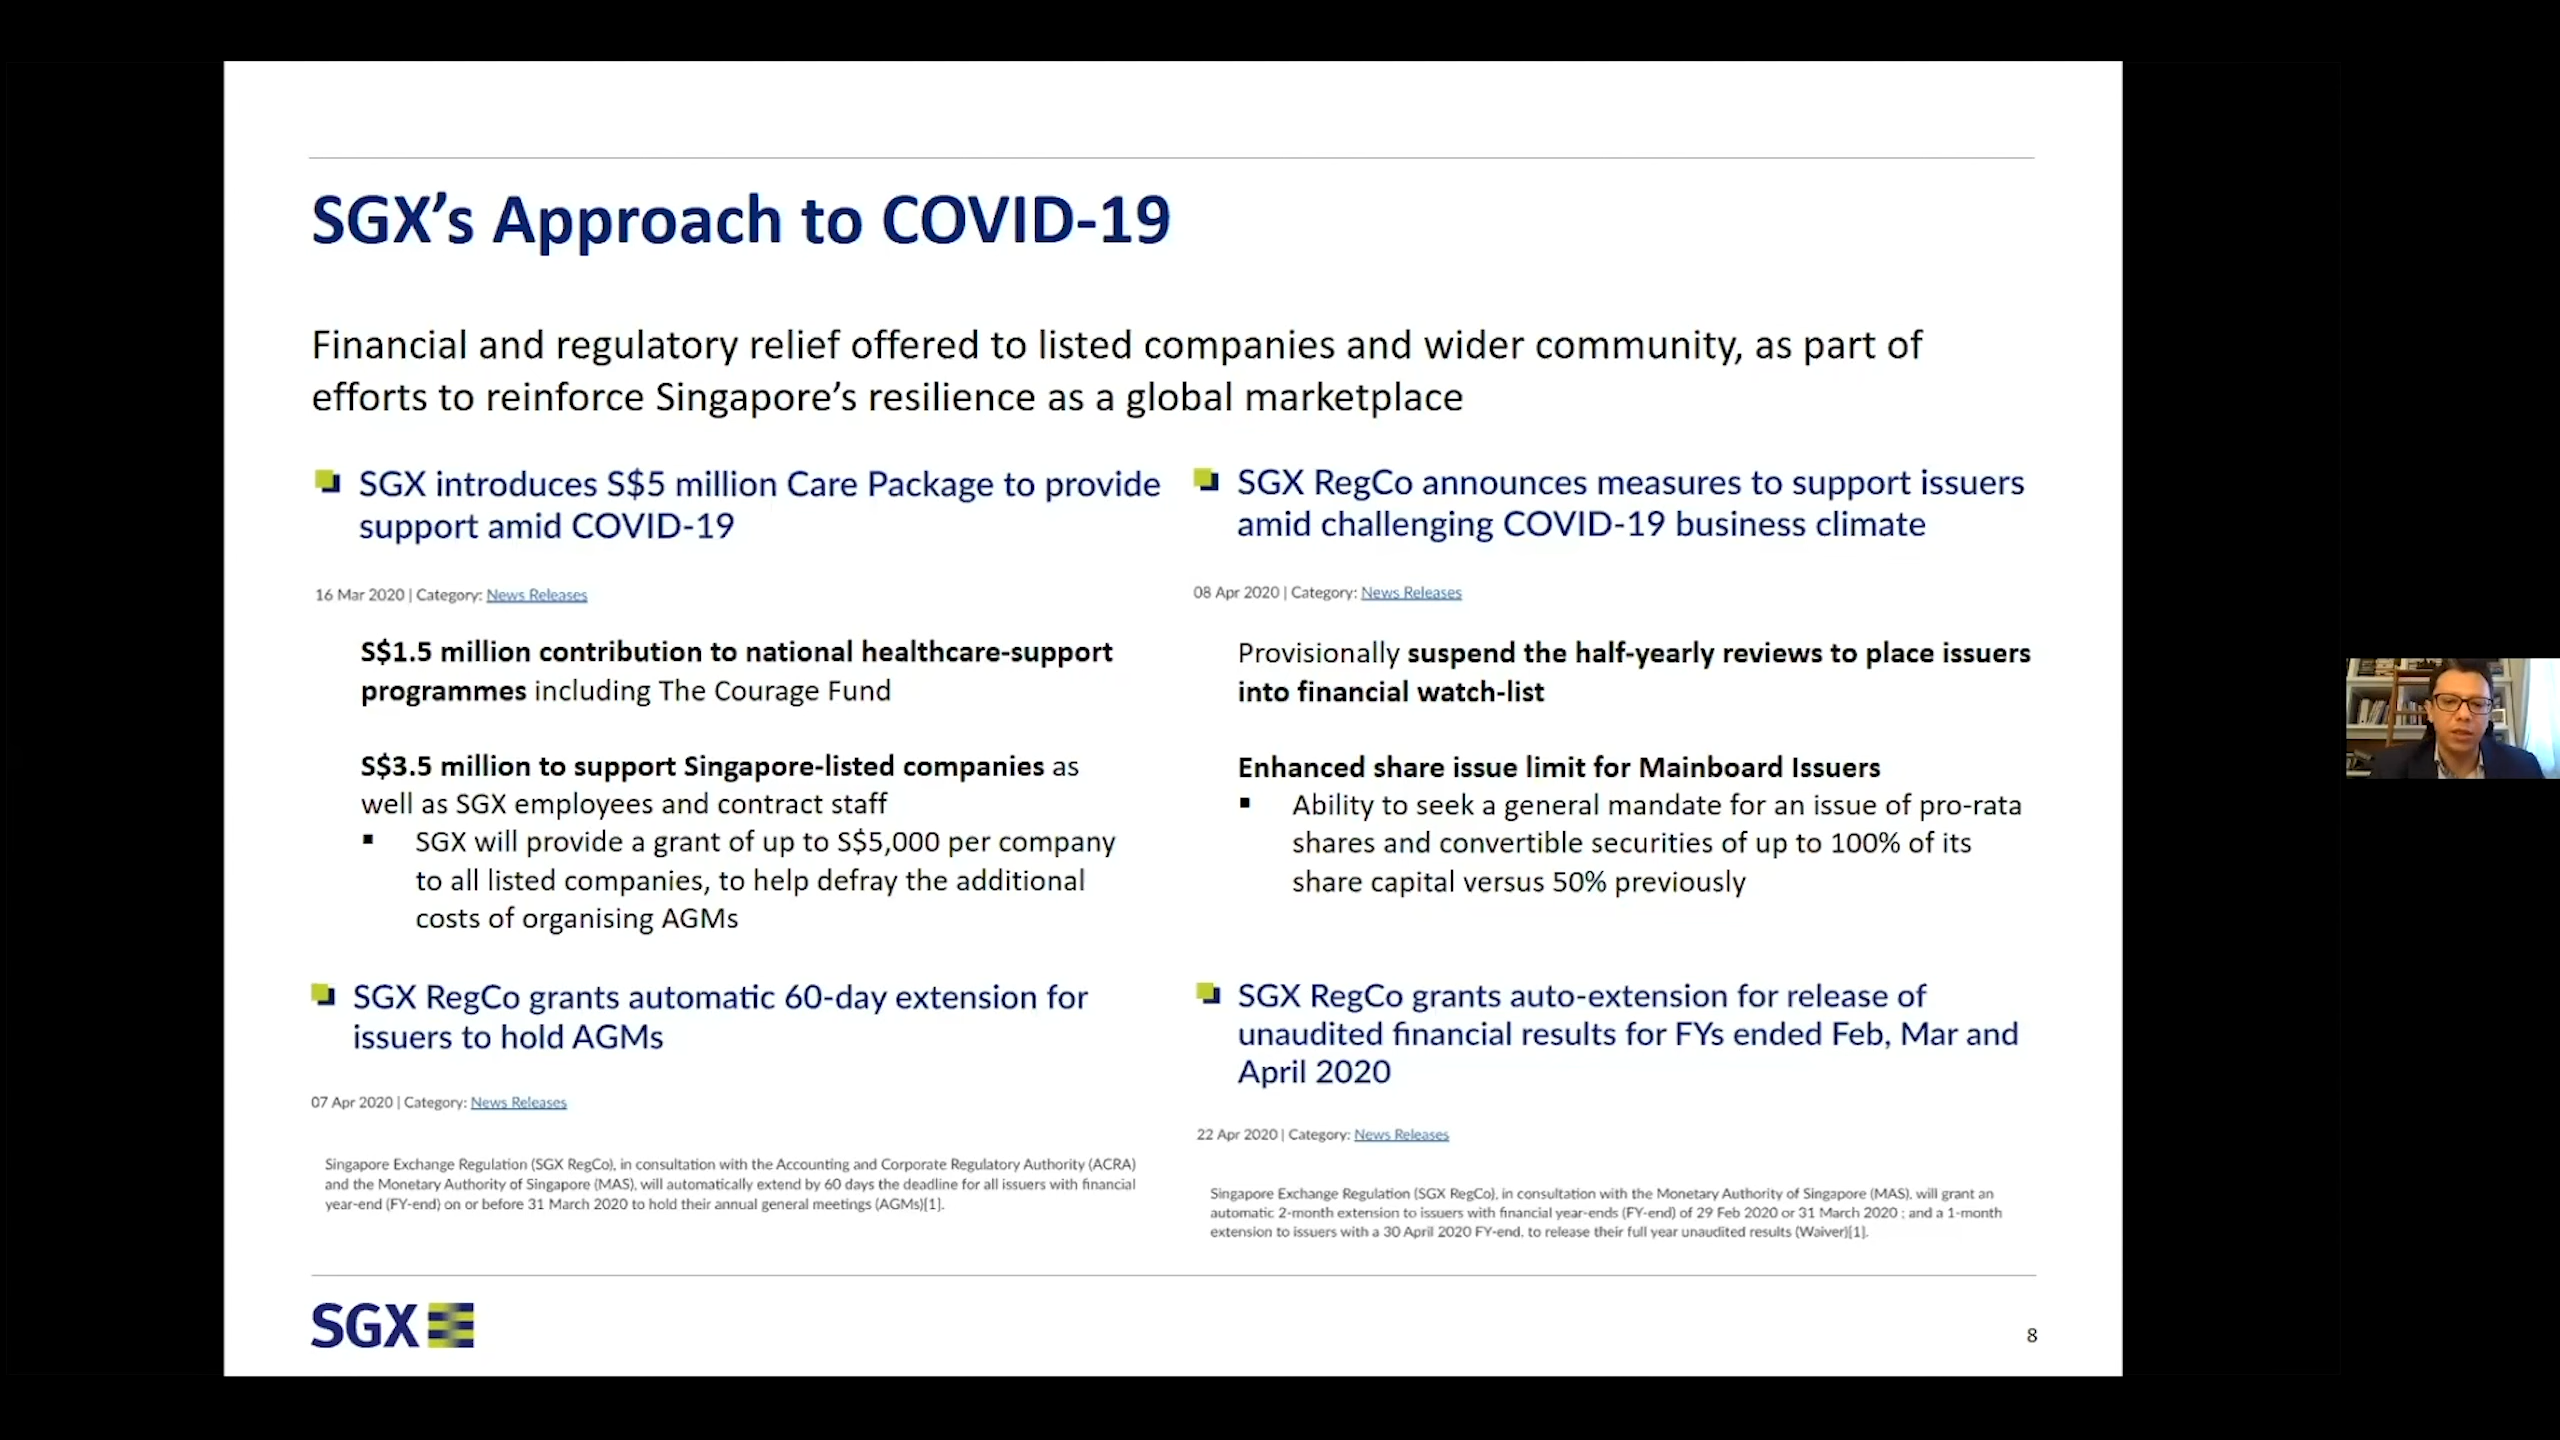 SGX’s Approach to COVID-19
Financial and regulatory relief offered to listed companies and wider community, as part of
efforts to reinforce Singapore’s resilience as a global marketplace
SGX introduces S$5 million Care Package to provide
support amid COVID-19
16 Mar 2020 | Category: News Releases
S$1.5 million contribution to national healthcare-support
programmes including The Courage Fund
S$3.5 million to support Singapore-listed companies as
well as SGX employees and contract staff
▪ SGX will provide a grant of up to S$5,000 per company
to all listed companies, to help defray the additional
costs of organising AGMs
SGX RegCo grants automatic 60-day extension for
issuers to hold AGMs
07 Apr 2020 | Category: News Releases
Singapore Exchange Regulation (SGX RegCo), in consultation with the Accounting and Corporate Regulatory Authority (ACRA)
and the Monetary Authority of Singapore (MAS), will automatically extend by 60 days the deadline for all issuers with financial
year-end (FY-end) on or before 31 March 2020 to hold their annual general meetings (AGMs)[1].
SGX RegCo announces measures to support issuers
amid challenging COVID-19 business climate
08 Apr 2020 | Category: News Releases
Provisionally suspend the half-yearly reviews to place issuers
into financial watch-list
Enhanced share issue limit for Mainboard Issuers
▪ Ability to seek a general mandate for an issue of pro-rata
shares and convertible securities of up to 100% of its
share capital versus 50% previously
SGX RegCo grants auto-extension for release of
unaudited financial results for FYs ended Feb, Mar and
April 2020
22 Apr 2020 | Category: News Releases
Singapore Exchange Regulation (SGX RegCo), in consultation with the Monetary Authority of Singapore (MAS), will grant an
automatic 2-month extension to issuers with financial year-ends (FY-end) of 29 Feb 2020 or 31 March 2020 ; and a 1-month
extension to issuers with a 30 April 2020 FY-end, to release their full year unaudited results (Waiver)[1].
SGX
8